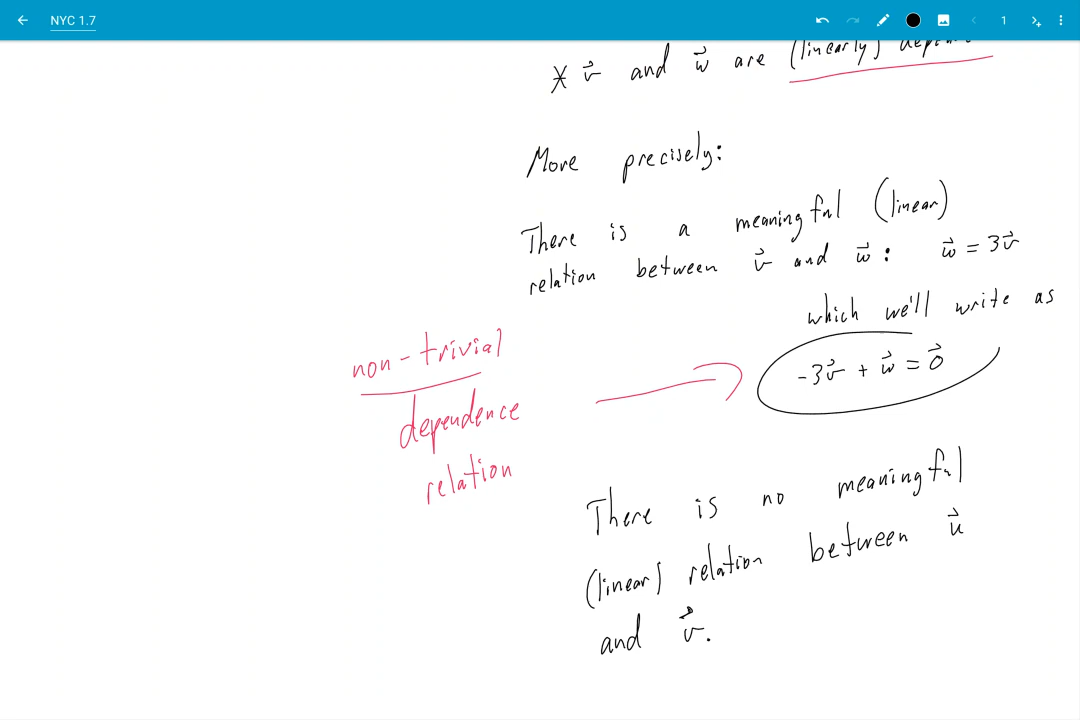 NYC 1.7
1
* v⃗ and w⃗ are (linearly)
More precisely:
There is a meaningful (linear)
relation between v⃗ and w⃗ : w⃗ = 3v⃗
which we'll write as
-3v⃗ + w⃗ = 0⃗
non-trivial
dependence
relation
There is no meaningful
(linear) relation between u⃗
and v⃗.